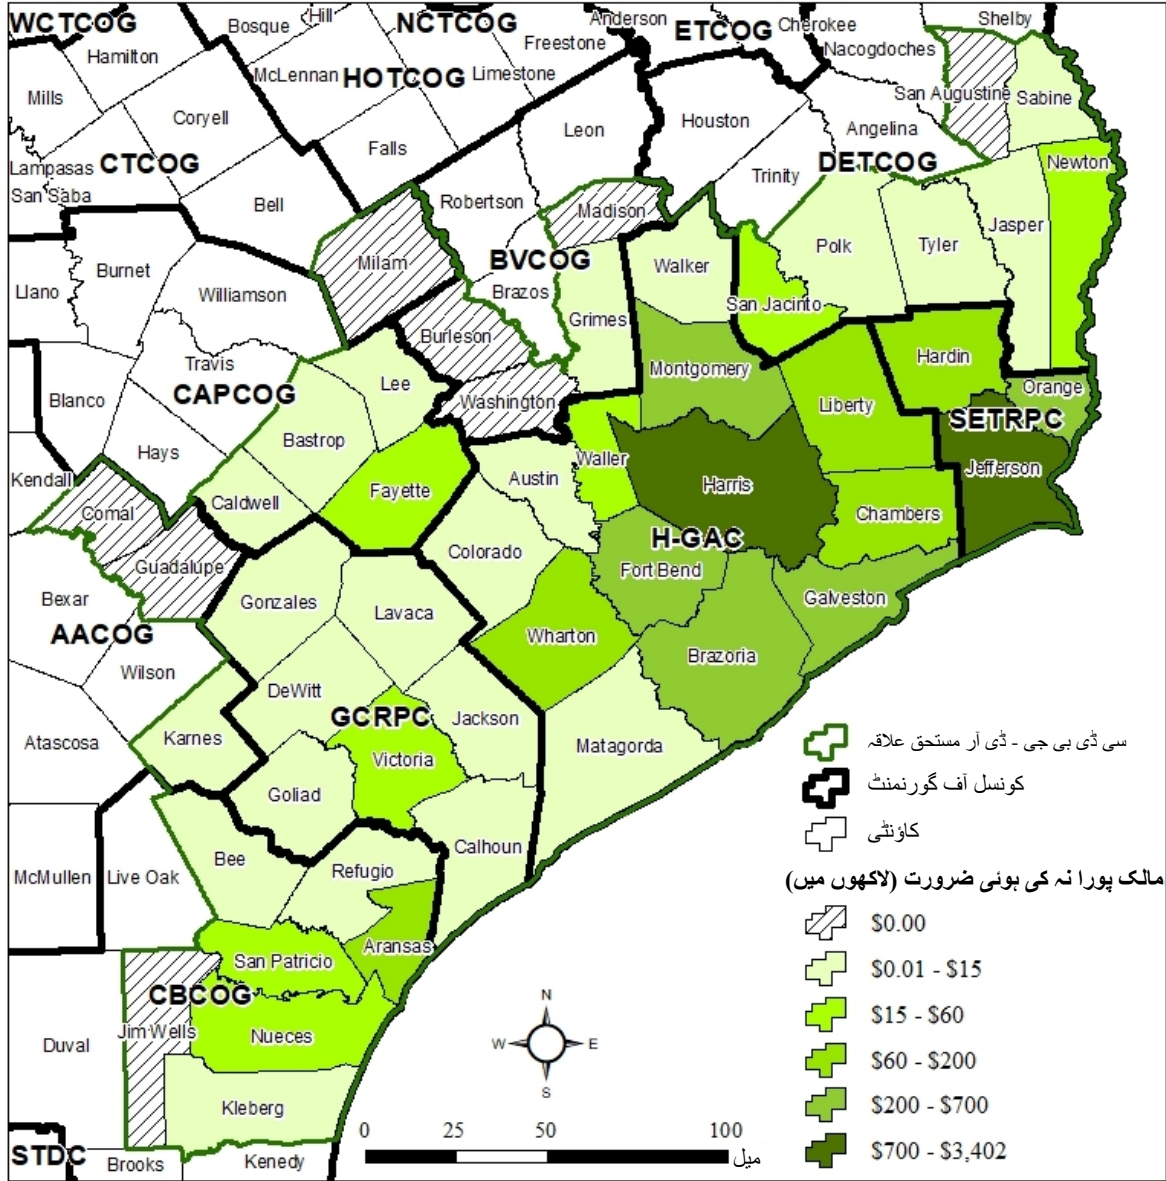 WCTCOG
Bosque
Hill
NCTCOG
Anderson
ETCOG
Cherokee
Shelby
Hamilton
McLennan
HOTCOG
Limestone
Freestone
Nacogdoches
Mills
Coryell
Leon
Houston
San Augustine
Sabine
Falls
Angelina
Lampasas
CTCOG
DETCOG
Newton
San Saba
Bell
Robertson
Trinity
Madison
Milam
Jasper
Burnet
BVCOG
Walker
Polk
Tyler
Llano
Williamson
Brazos
San Jacinto
Grimes
Burleson
Travis
Montgomery
Hardin
Blanco
CAPCOG
Lee
Washington
Liberty
Orange
Bastrop
SETRPC
Hays
Waller
Jefferson
Kendall
Caldwell
Fayette
Austin
Harris
Comal
Chambers
Colorado
H-GAC
Guadalupe
Fort Bend
Bexar
Gonzales
Lavaca
Galveston
AACOG
Wharton
Brazoria
Wilson
DeWitt
GCRPC
Jackson
Atascosa
Karnes
Victoria
Matagorda
Goliad
Calhoun
McMullen
Live Oak
Bee
Refugio
Aransas
San Patricio
CBCOG
Jim Wells
Nueces
Duval
Kleberg
STDC
Brooks
Kenedy
سی ڈی بی جی - ڈی آر مستحق علاقہ
کونسل آف گورنمنٹ
کاؤنٹی
مالک پورا نہ کی ہوئی ضرورت (لاکھوں میں)
$0.00
$0.01 - $15
$15 - $60
$60 - $200
$200 - $700
$700 - $3,402
N
W E
S
0 25 50 100
میل